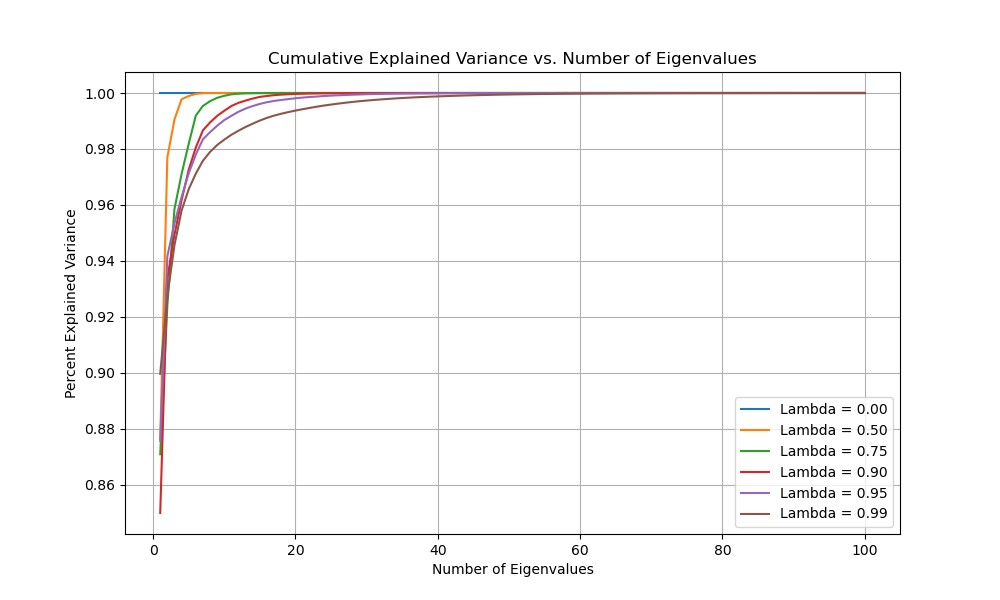 Cumulative Explained Variance vs. Number of Eigenvalues
1.00
0.98
0.96
0.94
0.92
0.90
0.88
0.86
Percent Explained Variance
Lambda = 0.00
Lambda = 0.50
Lambda = 0.75
Lambda = 0.90
Lambda = 0.95
Lambda = 0.99
0 20 40 60 80 100
Number of Eigenvalues